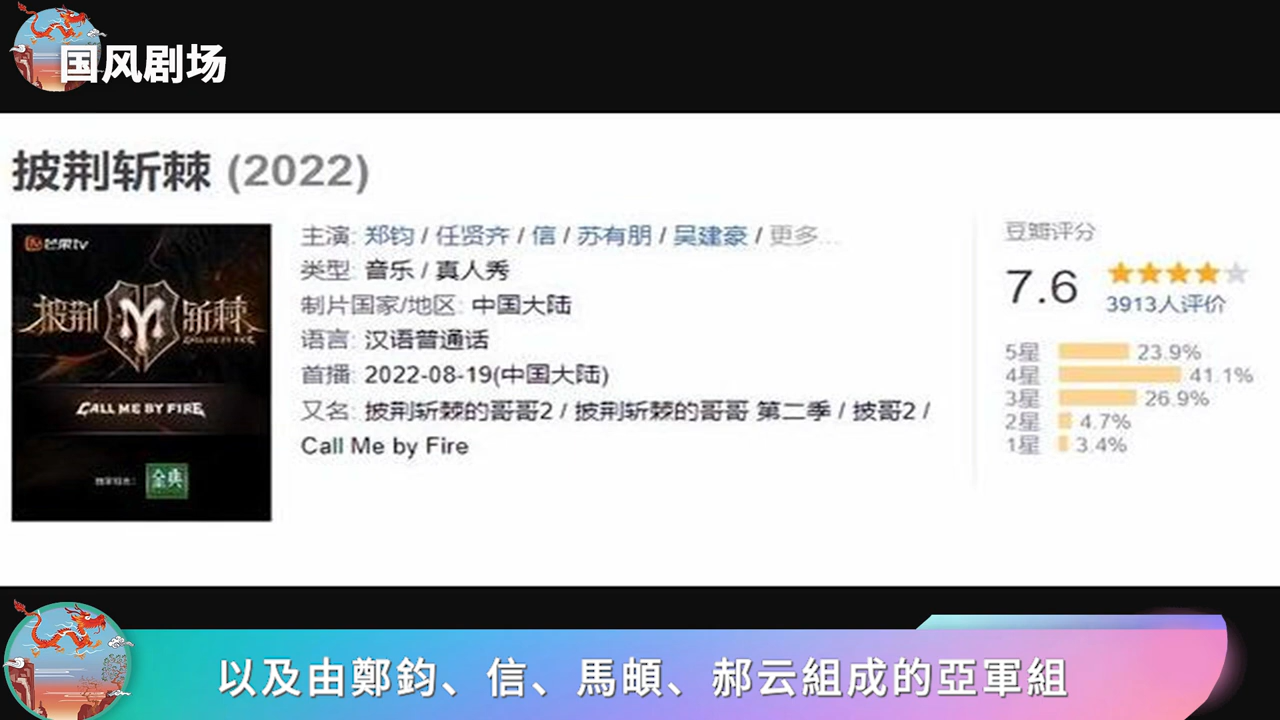 国风剧场
披荆斩棘 (2022)
芒果tv
披荆 斩棘
CALL ME BY FIRE
CALL ME BY FIRE
金典
主演: 郑钧 / 任贤齐 / 信 / 苏有朋 / 吴建豪 / 更多...
类型: 音乐 / 真人秀
制片国家/地区: 中国大陆
语言: 汉语普通话
首播: 2022-08-19(中国大陆)
又名: 披荆斩棘的哥哥2 / 披荆斩棘的哥哥 第二季 / 披哥2 /
Call Me by Fire
豆瓣评分
7.6
3913人评价
5星 23.9%
4星 41.1%
3星 26.9%
2星 4.7%
1星 3.4%
以及由鄭鈞、信、馬頔、郝云組成的亞軍組